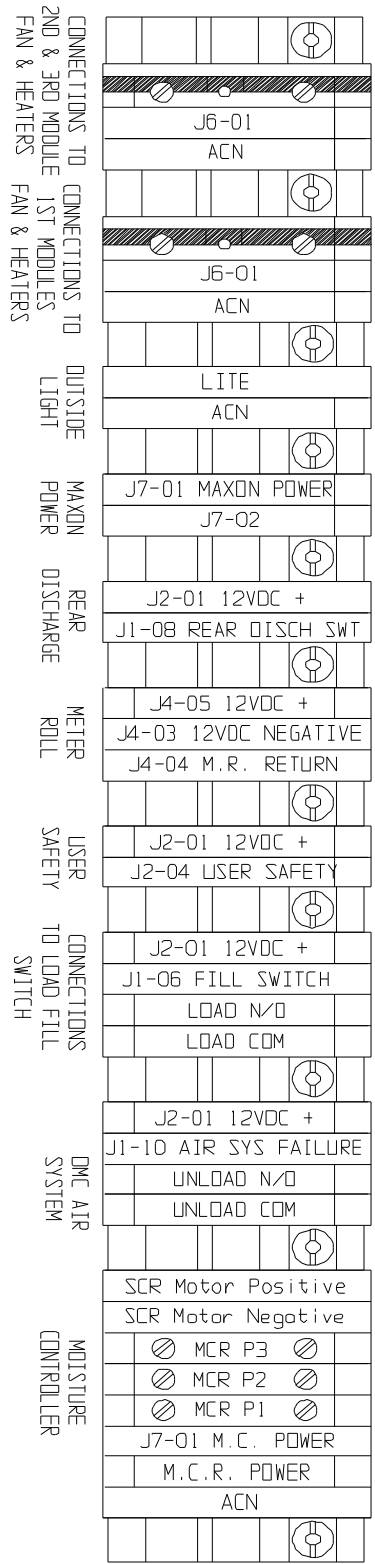 CONNECTIONS TO
2ND & 3RD MODULE
FAN & HEATERS
J6-01
ACN
CONNECTIONS TO
1ST MODULES
FAN & HEATERS
J6-01
ACN
OUTSIDE
LIGHT
LITE
ACN
MAXON
POWER
J7-01 MAXON POWER
J7-02
REAR
DISCHARGE
J2-01 12VDC +
J1-08 REAR DISCH SWT
METER
ROLL
J4-05 12VDC +
J4-03 12VDC NEGATIVE
J4-04 M.R. RETURN
USER
SAFETY
J2-01 12VDC +
J2-04 USER SAFETY
CONNECTIONS
TO LOAD FILL
SWITCH
J2-01 12VDC +
J1-06 FILL SWITCH
LOAD N/O
LOAD COM
OMC AIR
SYSTEM
J2-01 12VDC +
J1-10 AIR SYS FAILURE
UNLOAD N/O
UNLOAD COM
MOISTURE
CONTROLLER
SCR Motor Positive
SCR Motor Negative
MCR P3
MCR P2
MCR P1
J7-01 M.C. POWER
M.C.R. POWER
ACN